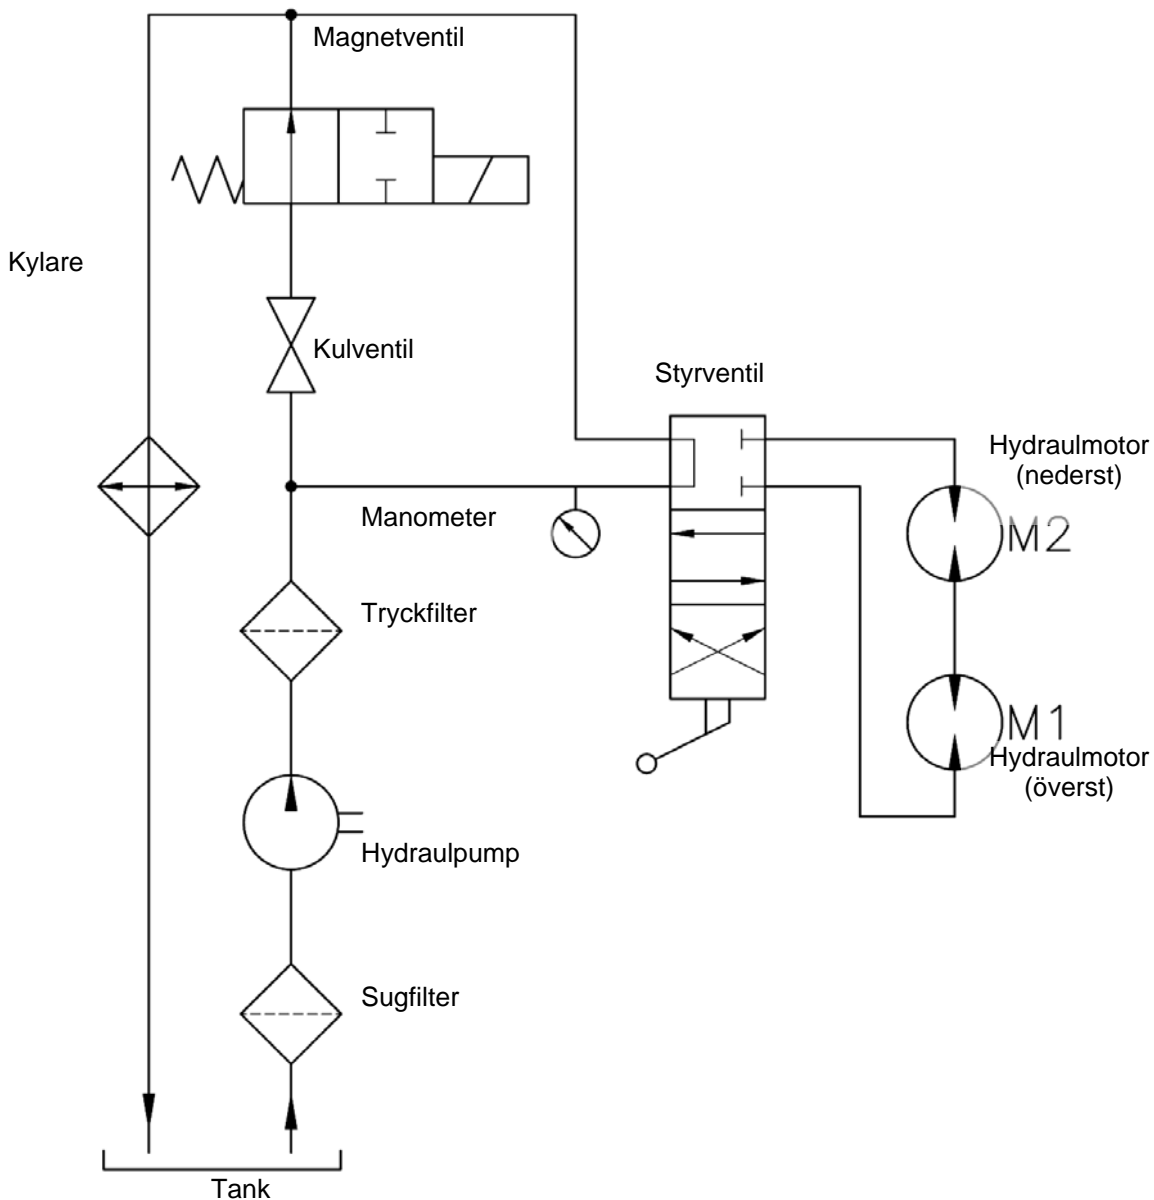 Magnetventil
Kylare
Kulventil
Styrventil
Hydraulmotor
(nederst)
Manometer
M2
Tryckfilter
M1
Hydraulmotor
(överst)
Hydraulpump
Sugfilter
Tank